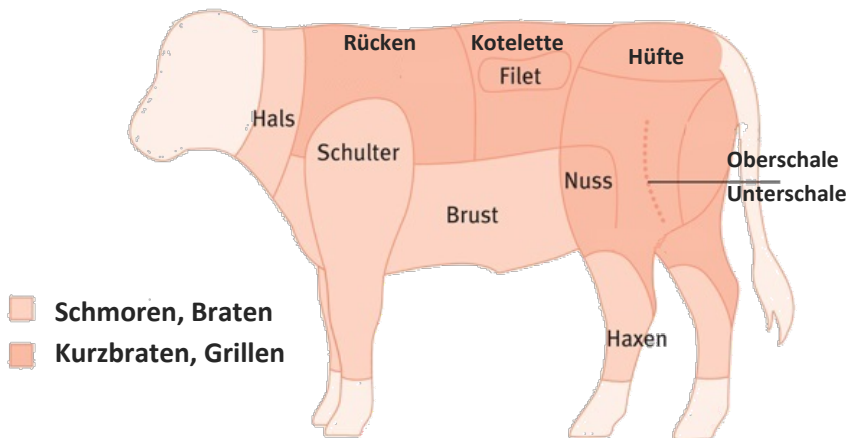 Rücken
Kotelette
Hüfte
Filet
Hals
Schulter
Oberschale
Nuss
Unterschale
Brust
Schmoren, Braten
Haxen
Kurzbraten, Grillen